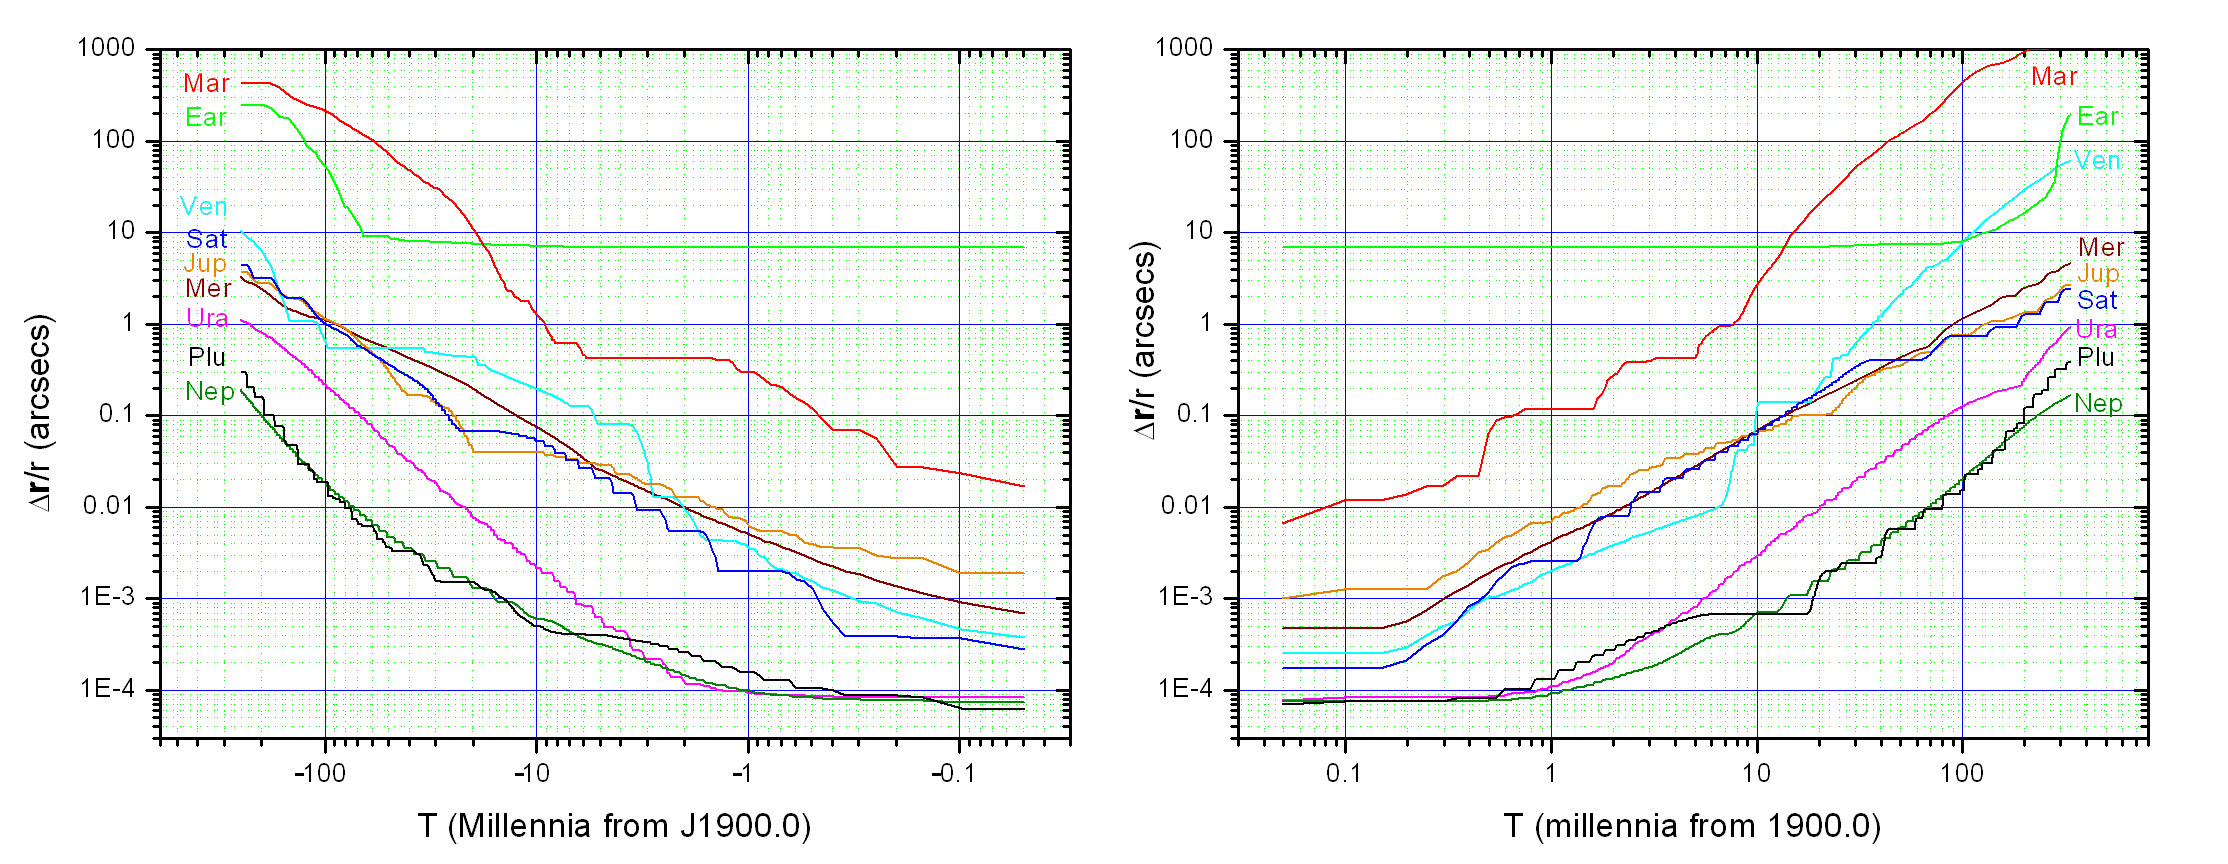 1000
100
10
1
0.1
0.01
1E-3
1E-4
Δr/r (arcsecs)
Mar
Ear
Ven
Sat
Jup
Mer
Ura
Plu
Nep
-100 -10 -1 -0.1
T (Millennia from J1900.0)
1000
100
10
1
0.1
0.01
1E-3
1E-4
Δr/r (arcsecs)
Mar
Ear
Ven
Mer
Jup
Sat
Ura
Plu
Nep
0.1 1 10 100
T (millennia from 1900.0)